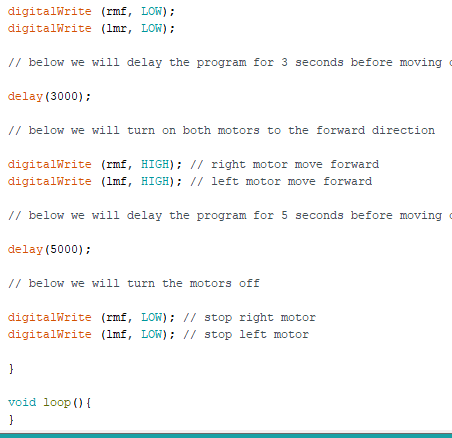 digitalWrite (rmf, LOW);
digitalWrite (lmr, LOW);
// below we will delay the program for 3 seconds before moving
delay(3000);
// below we will turn on both motors to the forward direction
digitalWrite (rmf, HIGH); // right motor move forward
digitalWrite (lmf, HIGH); // left motor move forward
// below we will delay the program for 5 seconds before moving
delay(5000);
// below we will turn the motors off
digitalWrite (rmf, LOW); // stop right motor
digitalWrite (lmf, LOW); // stop left motor
}
void loop(){
}